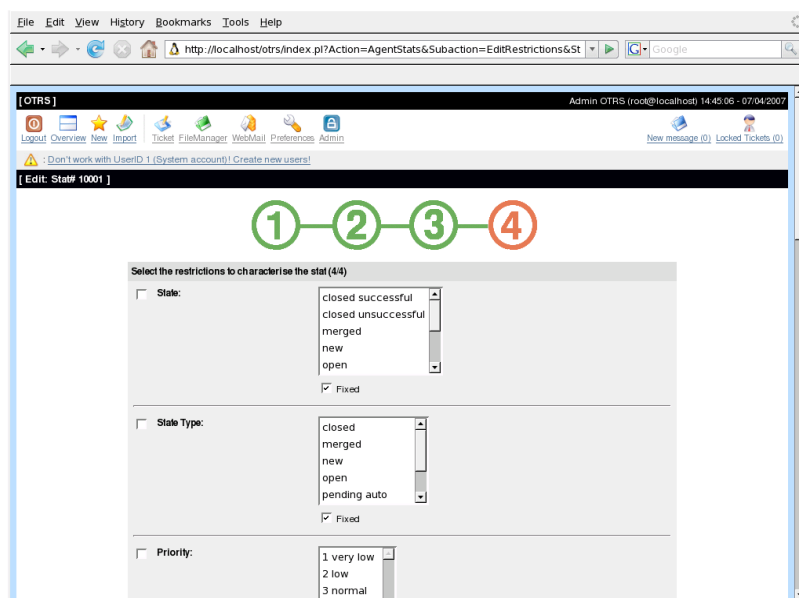 File Edit View History Bookmarks Tools Help
http://localhost/otrs/index.pl?Action=AgentStats&Subaction=EditRestrictions&St
G Google
[ OTRS ]
Admin OTRS (root@localhost) 14:45:06 - 07/04/2007
Logout Overview New Import Ticket FileManager WebMail Preferences Admin
New message (0) Locked Tickets (0)
: Don't work with UserID 1 (System account)! Create new users!
[ Edit: Stat# 10001 ]
1 2 3 4
Select the restrictions to characterise the stat (4/4)
State:
closed successful
closed unsuccessful
merged
new
open
Fixed
State Type:
closed
merged
new
open
pending auto
Fixed
Priority:
1 very low
2 low
3 normal